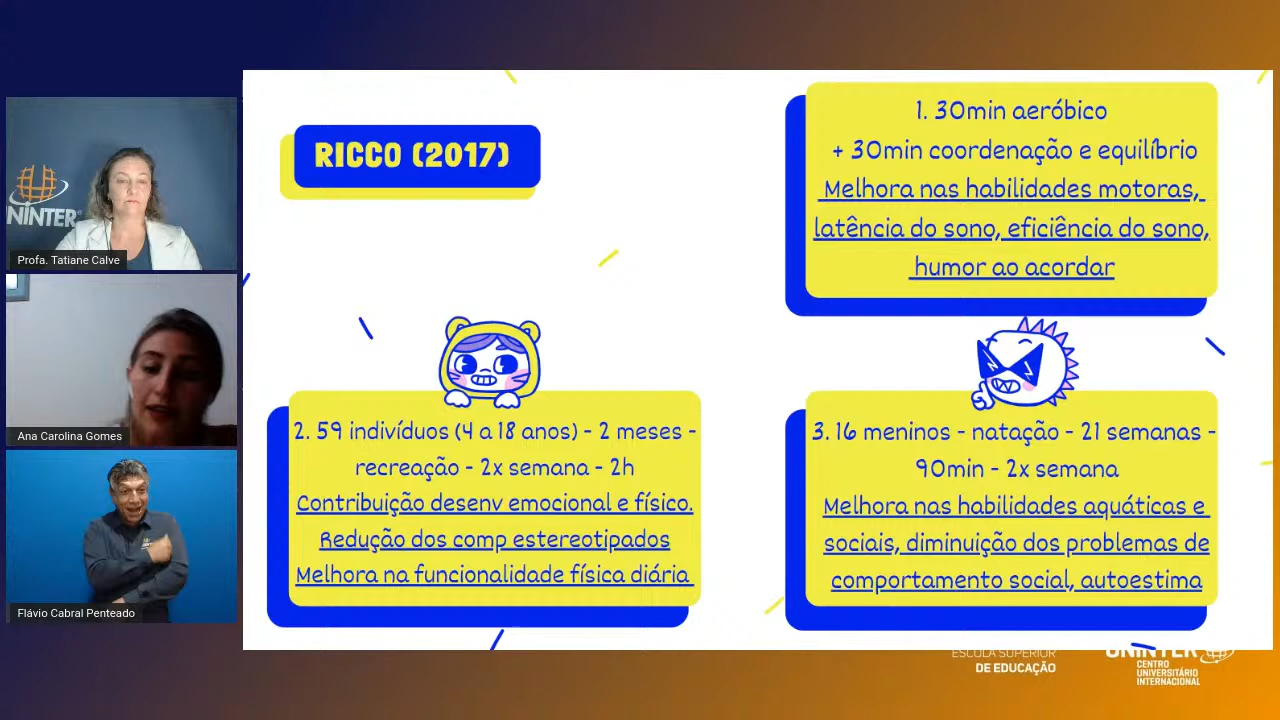 UNINTER
Profa. Tatiane Calve
Ana Carolina Gomes
Flávio Cabral Penteado
RICCO (2017)
1. 30min aeróbico
+ 30min coordenação e equilíbrio
Melhora nas habilidades motoras,
latência do sono, eficiência do sono,
humor ao acordar
2. 59 indivíduos (4 a 18 anos) - 2 meses -
recreação - 2x semana - 2h
Contribuição desenv emocional e físico.
Redução dos comp estereotipados
Melhora na funcionalidade física diária
3. 16 meninos - natação - 21 semanas -
90min - 2x semana
Melhora nas habilidades aquáticas e
sociais, diminuição dos problemas de
comportamento social, autoestima
ESCOLA SUPERIOR
DE EDUCAÇÃO
UNINTER
CENTRO
UNIVERSITÁRIO
INTERNACIONAL